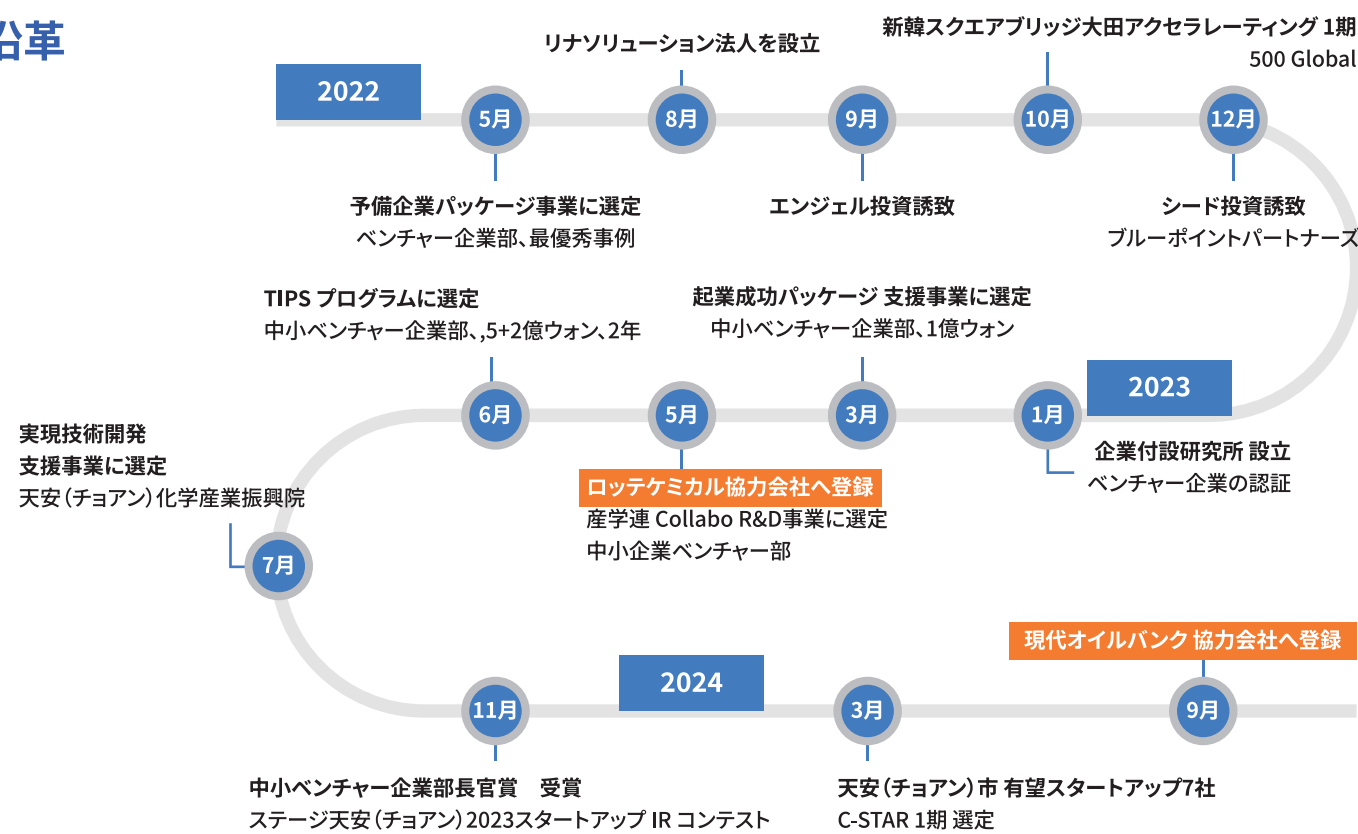 沿革
2022
5月
予備企業パッケージ事業に選定
ベンチャー企業部、最優秀事例
8月
リナソリューション法人を設立
9月
エンジェル投資誘致
10月
新韓スクエアブリッジ大田アクセラレーティング 1期
500 Global
12月
シード投資誘致
ブルーポイントパートナーズ
2023
1月
企業付設研究所 設立
ベンチャー企業の認証
3月
起業成功パッケージ 支援事業に選定
中小ベンチャー企業部、1億ウォン
5月
ロッテケミカル協力会社へ登録
産学連 Collabo R&D事業に選定
中小企業ベンチャー部
6月
TIPS プログラムに選定
中小ベンチャー企業部、,5+2億ウォン、2年
7月
実現技術開発
支援事業に選定
天安（チョアン）化学産業振興院
11月
中小ベンチャー企業部長官賞　受賞
ステージ天安（チョアン）2023スタートアップ IR コンテスト
2024
3月
天安（チョアン）市 有望スタートアップ7社
C-STAR 1期 選定
9月
現代オイルバンク 協力会社へ登録